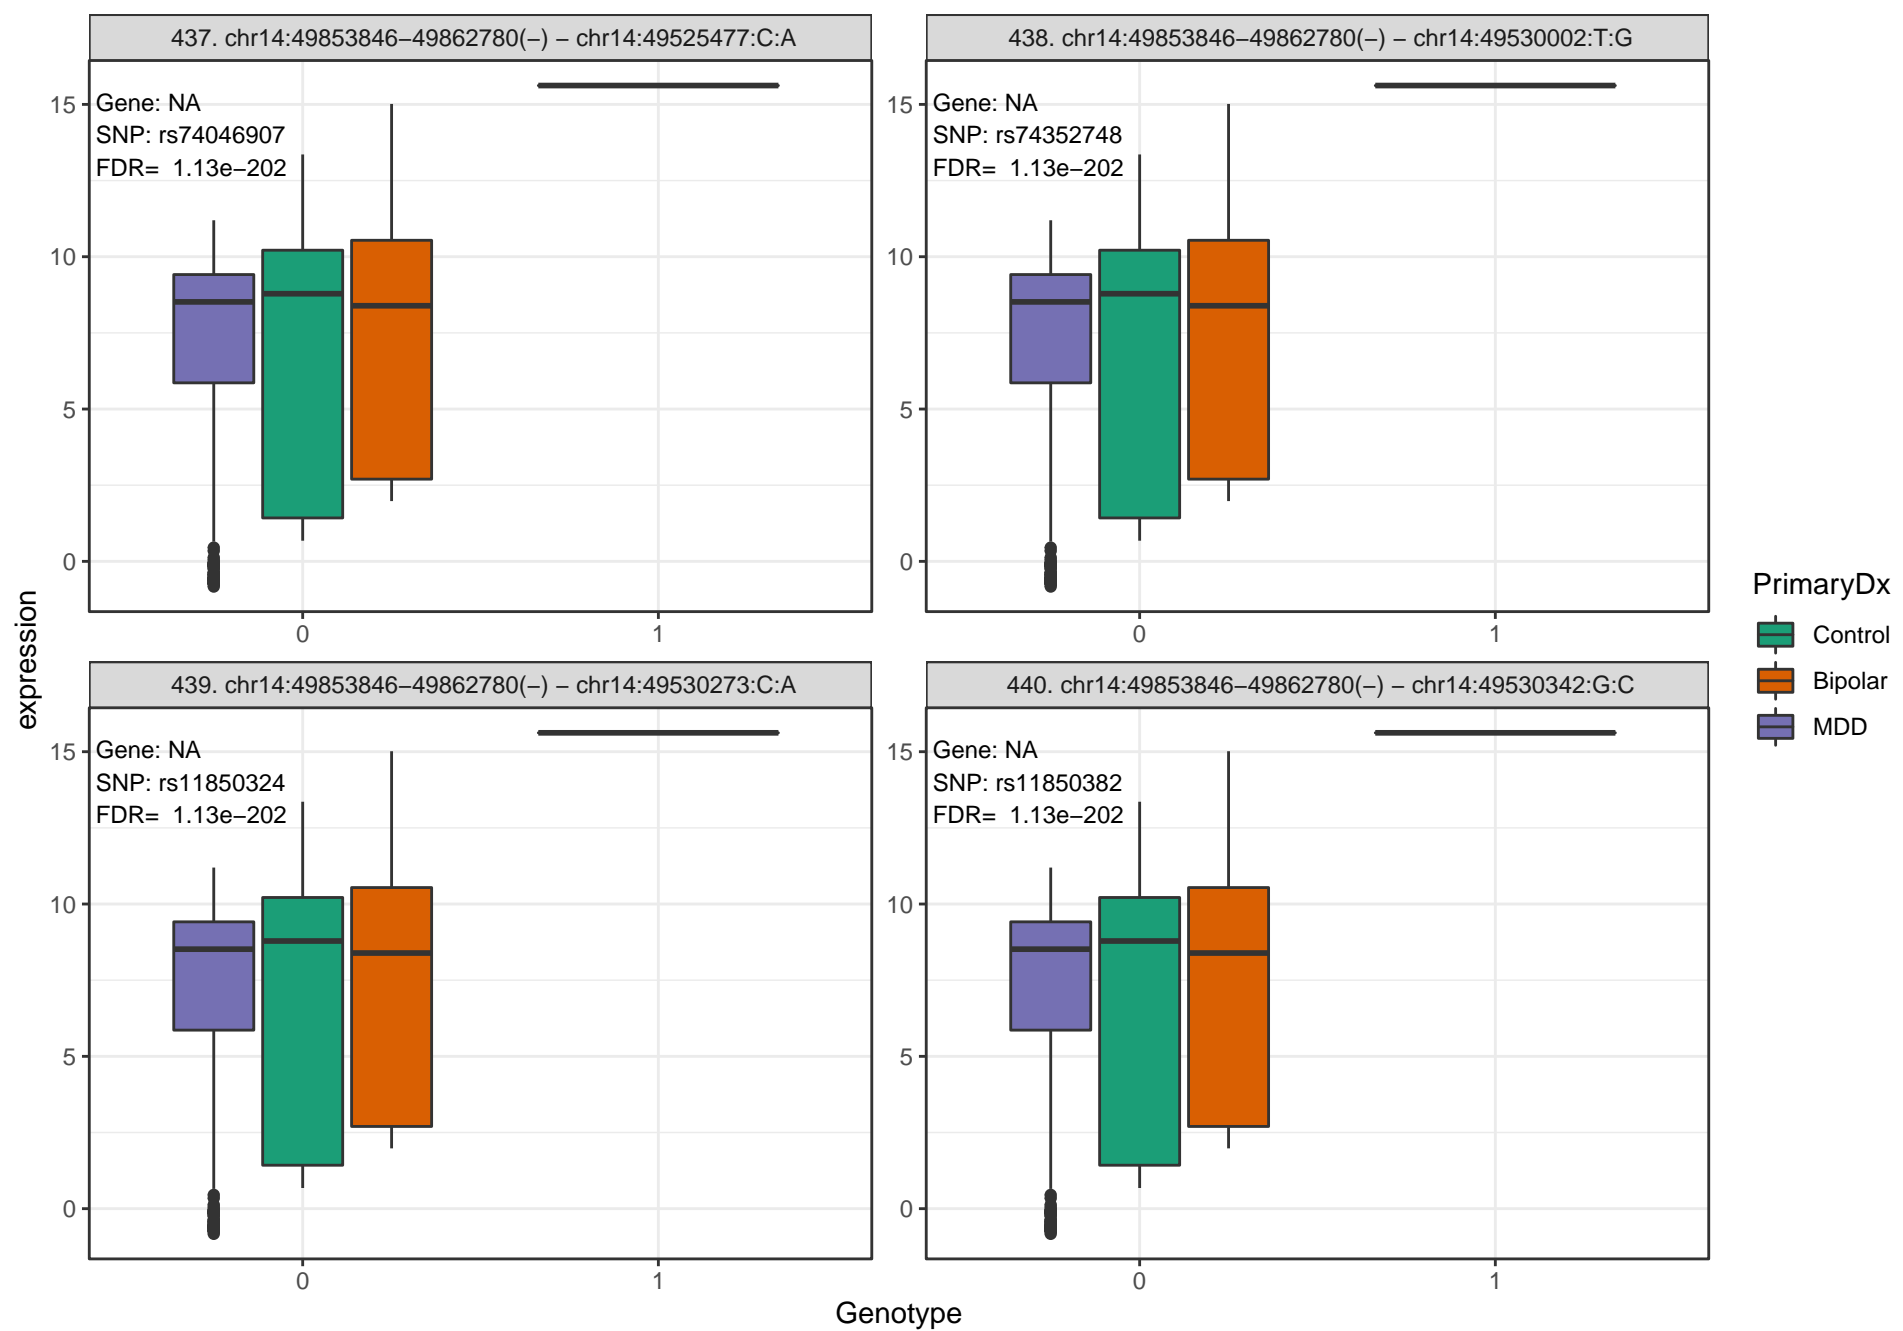 437. chr14:49853846−49862780(−) − chr14:49525477:C:A
Gene: NA
SNP: rs74046907
FDR= 1.13e−202
15
10
5
0
0
1
438. chr14:49853846−49862780(−) − chr14:49530002:T:G
Gene: NA
SNP: rs74352748
FDR= 1.13e−202
15
10
5
0
0
1
439. chr14:49853846−49862780(−) − chr14:49530273:C:A
Gene: NA
SNP: rs11850324
FDR= 1.13e−202
15
10
5
0
0
1
440. chr14:49853846−49862780(−) − chr14:49530342:G:C
Gene: NA
SNP: rs11850382
FDR= 1.13e−202
15
10
5
0
0
1
expression
Genotype
PrimaryDx
Control
Bipolar
MDD